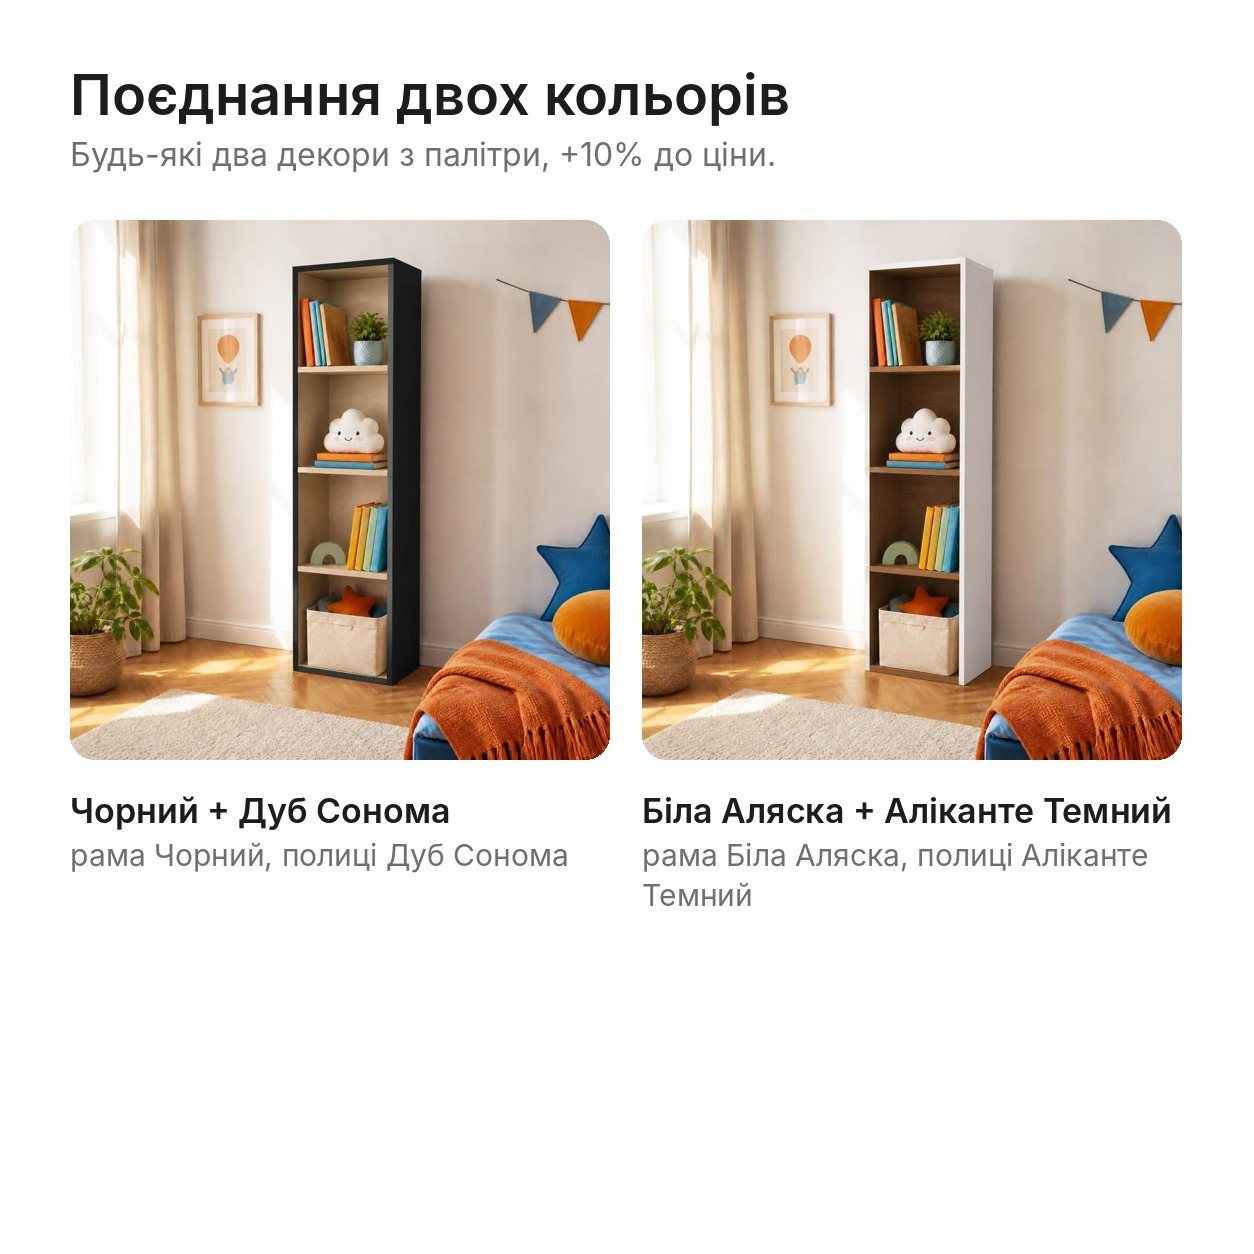 Поєднання двох кольорів
Будь-які два декори з палітри, +10% до ціни.
Чорний + Дуб Сонома
рама Чорний, полиці Дуб Сонома
Біла Аляска + Аліканте Темний
рама Біла Аляска, полиці Аліканте
Темний